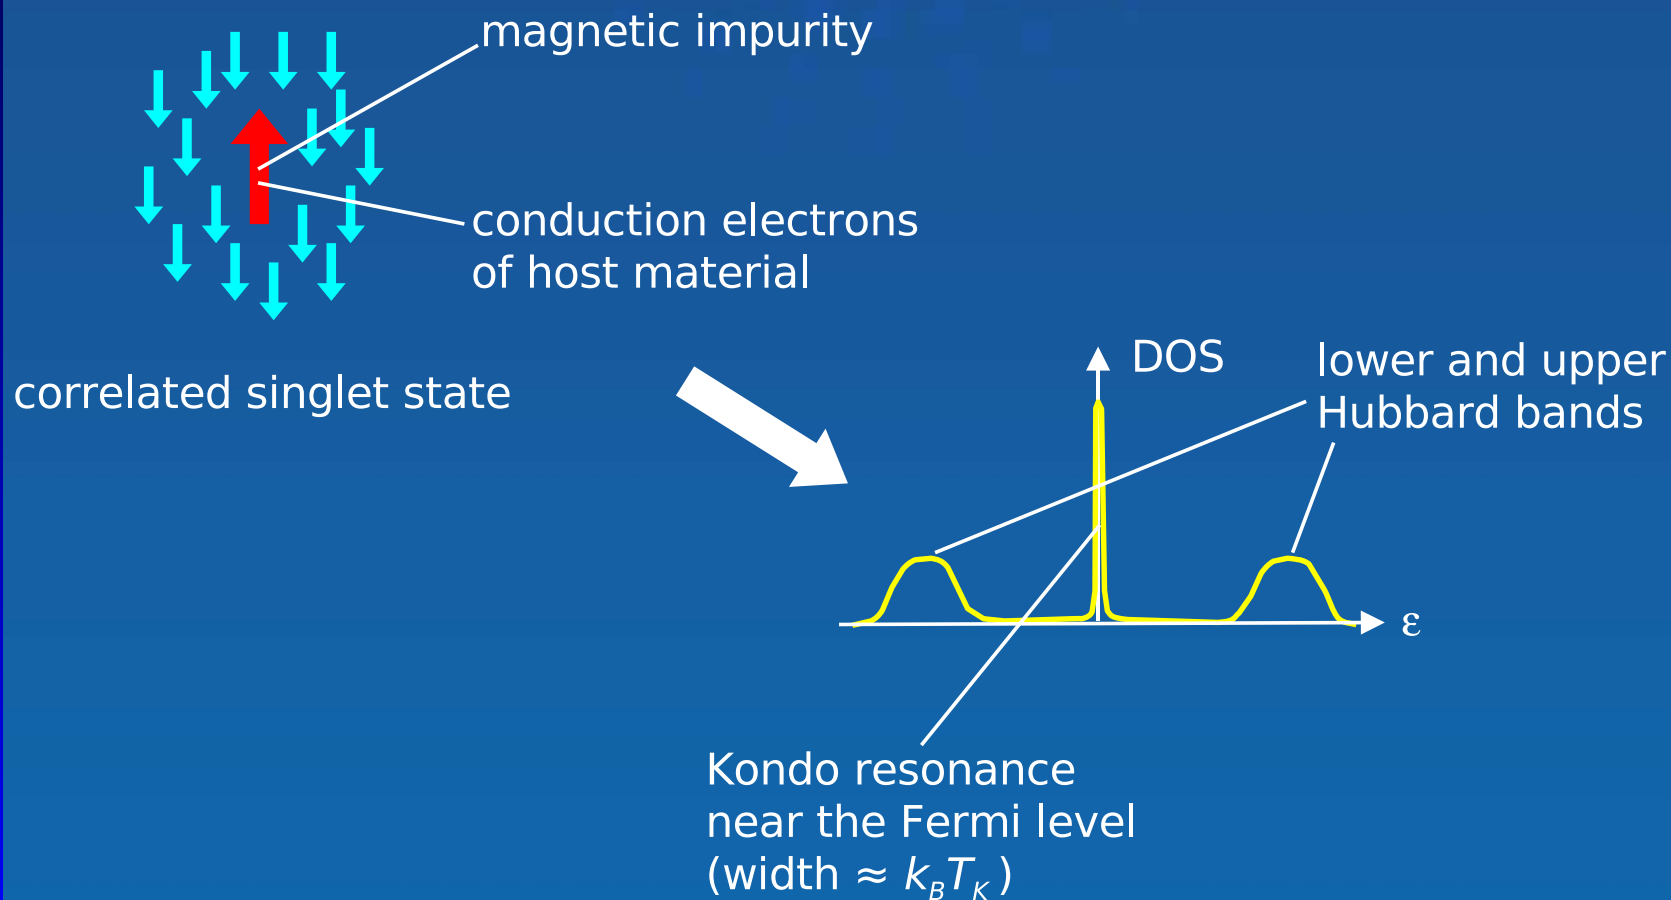 magnetic impurity
conduction electrons
of host material
correlated singlet state
DOS
lower and upper
Hubbard bands
ε
Kondo resonance
near the Fermi level
(width ≈ k_BT_K)